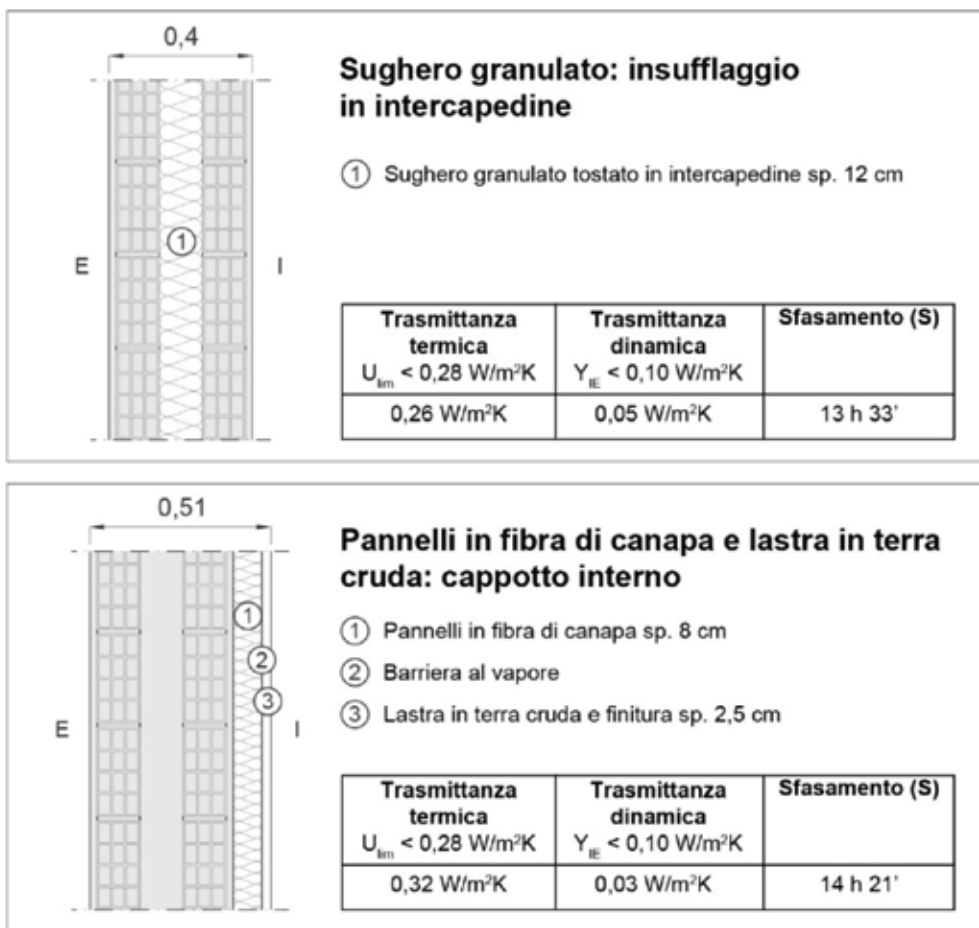 0,4
Sughero granulato: insufflaggio
in intercapedine
1 Sughero granulato tostato in intercapedine sp. 12 cm
1
E
I
Trasmittanza termica U_lim < 0,28 W/m²K
Trasmittanza dinamica Y_IE < 0,10 W/m²K
Sfasamento (S)
0,26 W/m²K
0,05 W/m²K
13 h 33'
0,51
Pannelli in fibra di canapa e lastra in terra
cruda: cappotto interno
1 Pannelli in fibra di canapa sp. 8 cm
2 Barriera al vapore
3 Lastra in terra cruda e finitura sp. 2,5 cm
1
2
3
E
I
Trasmittanza termica U_lim < 0,28 W/m²K
Trasmittanza dinamica Y_IE < 0,10 W/m²K
Sfasamento (S)
0,32 W/m²K
0,03 W/m²K
14 h 21'